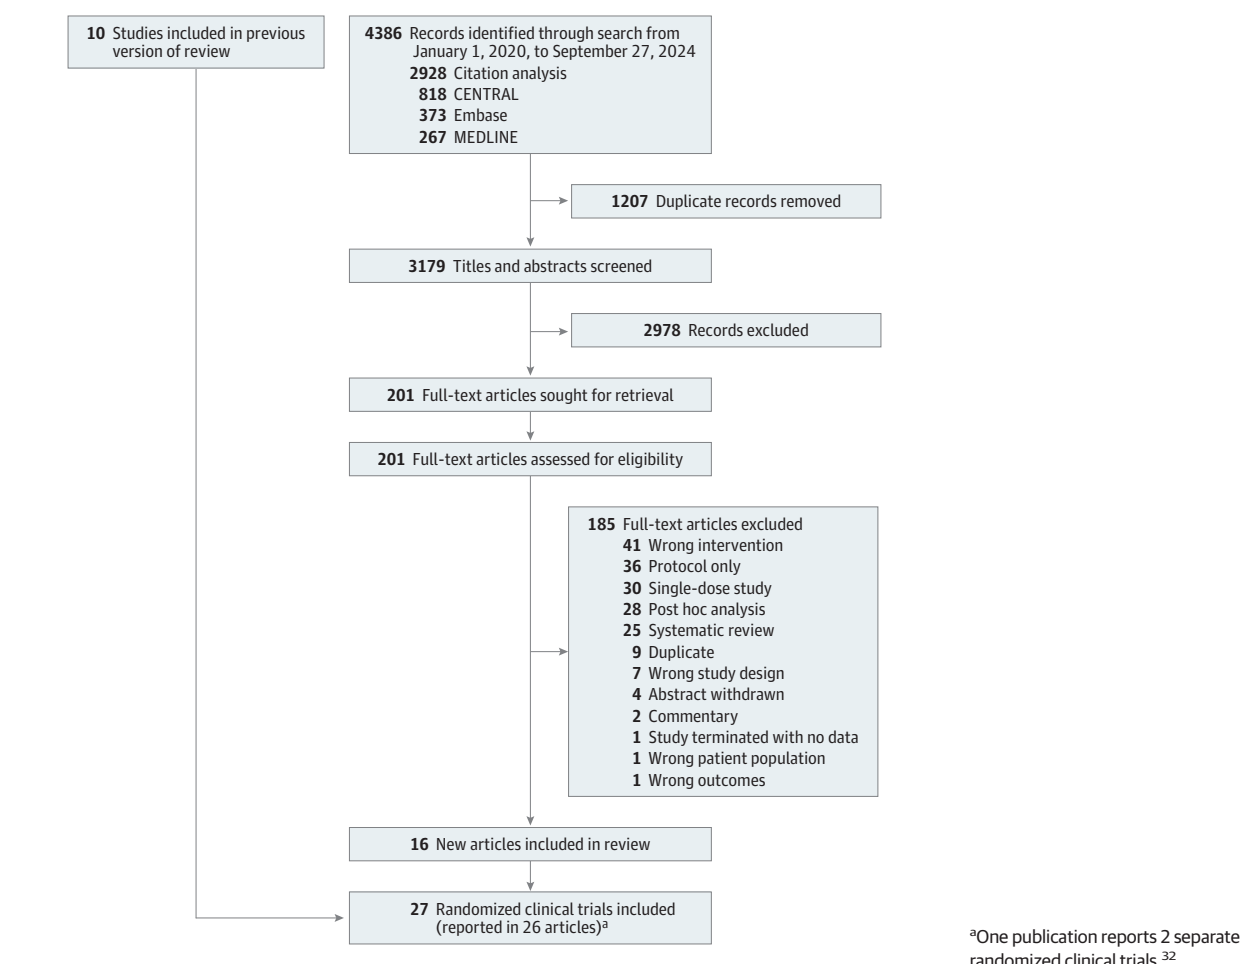 10 Studies included in previous
version of review
4386 Records identified through search from
January 1, 2020, to September 27, 2024
2928 Citation analysis
818 CENTRAL
373 Embase
267 MEDLINE
1207 Duplicate records removed
3179 Titles and abstracts screened
2978 Records excluded
201 Full-text articles sought for retrieval
201 Full-text articles assessed for eligibility
185 Full-text articles excluded
41 Wrong intervention
36 Protocol only
30 Single-dose study
28 Post hoc analysis
25 Systematic review
9 Duplicate
7 Wrong study design
4 Abstract withdrawn
2 Commentary
1 Study terminated with no data
1 Wrong patient population
1 Wrong outcomes
16 New articles included in review
27 Randomized clinical trials included
(reported in 26 articles)a
aOne publication reports 2 separate
randomized clinical trials.32